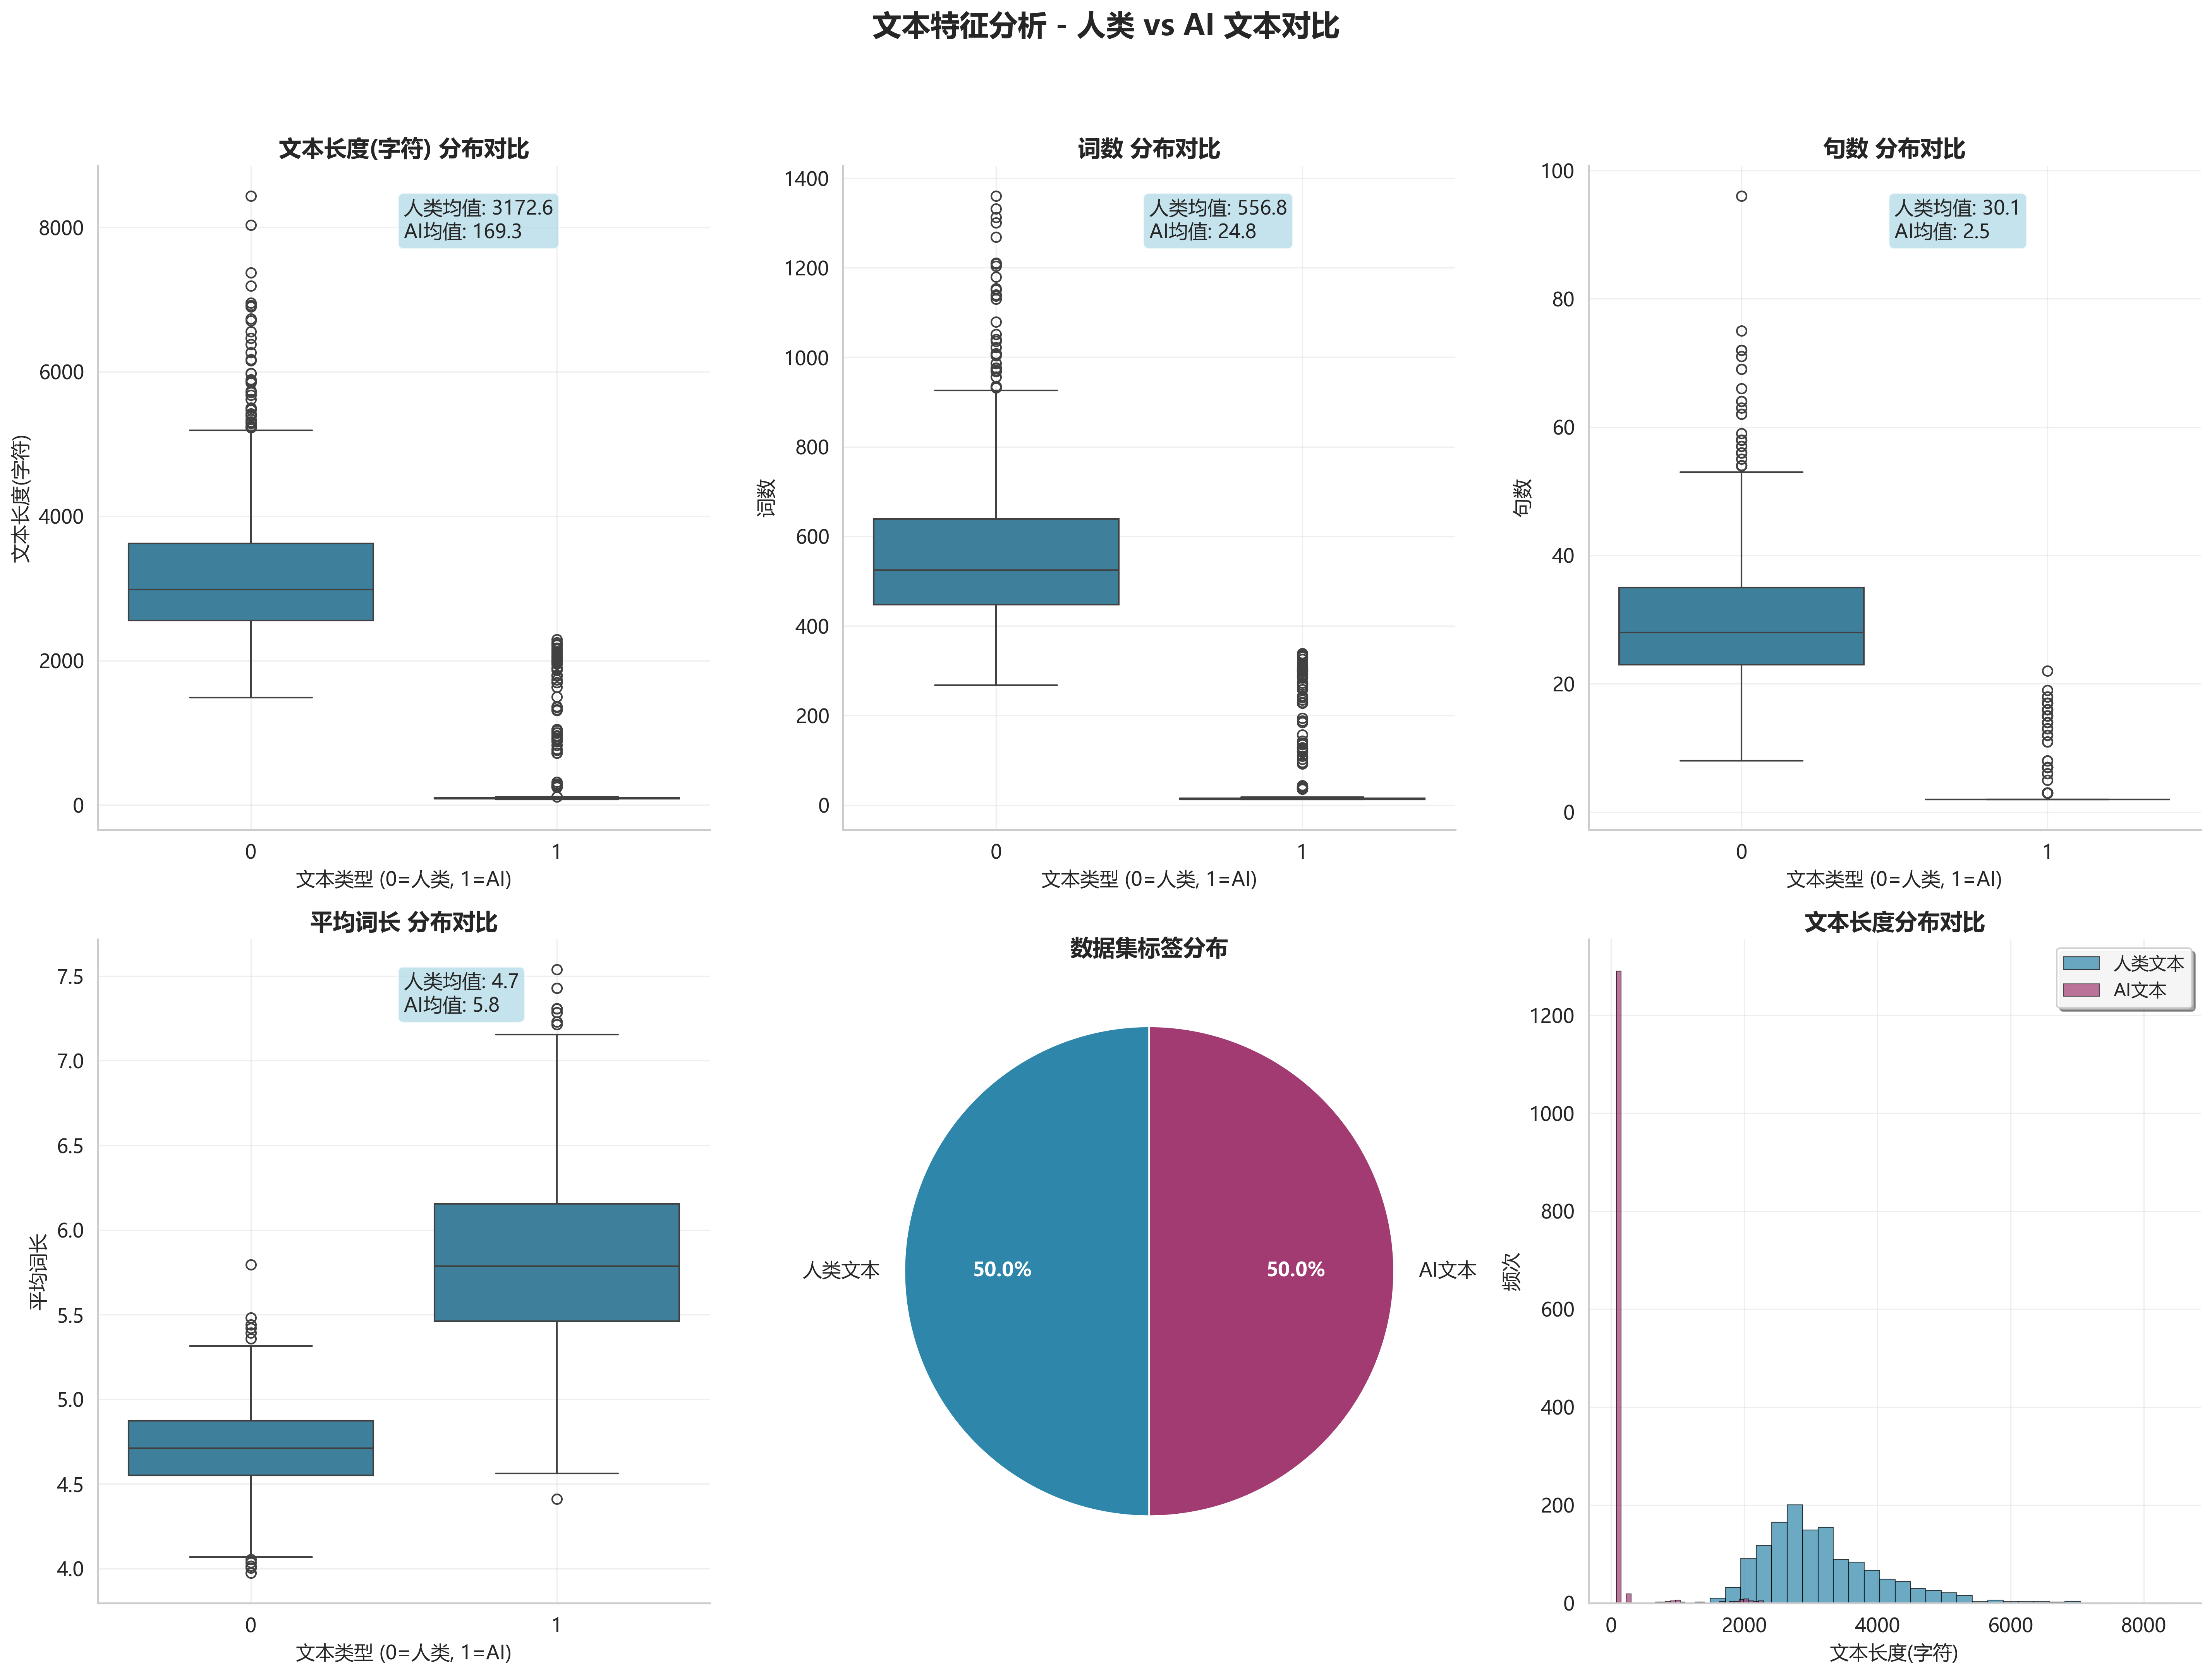 文本特征分析 - 人类 vs AI 文本对比
文本长度(字符) 分布对比
人类均值: 3172.6
AI均值: 169.3
8000
6000
4000
2000
0
文本长度(字符)
0
1
文本类型 (0=人类, 1=AI)
词数 分布对比
人类均值: 556.8
AI均值: 24.8
1400
1200
1000
800
600
400
200
0
词数
0
1
文本类型 (0=人类, 1=AI)
句数 分布对比
人类均值: 30.1
AI均值: 2.5
100
80
60
40
20
0
句数
0
1
文本类型 (0=人类, 1=AI)
平均词长 分布对比
人类均值: 4.7
AI均值: 5.8
7.5
7.0
6.5
6.0
5.5
5.0
4.5
4.0
平均词长
0
1
文本类型 (0=人类, 1=AI)
数据集标签分布
人类文本
50.0%
50.0%
AI文本
文本长度分布对比
人类文本
AI文本
1200
1000
800
600
400
200
0
频次
0
2000
4000
6000
8000
文本长度(字符)